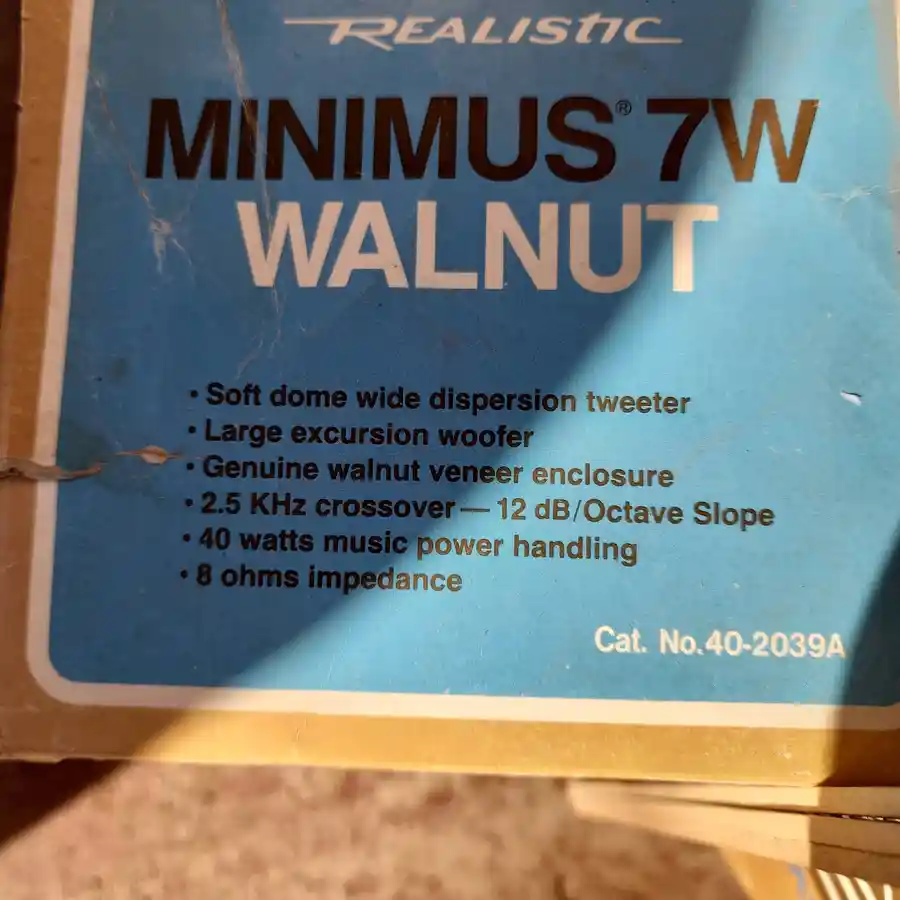 REALISTIC
MINIMUS® 7W
WALNUT
• Soft dome wide dispersion tweeter
• Large excursion woofer
• Genuine walnut veneer enclosure
• 2.5 KHz crossover — 12 dB/Octave Slope
• 40 watts music power handling
• 8 ohms impedance
Cat. No. 40-2039A